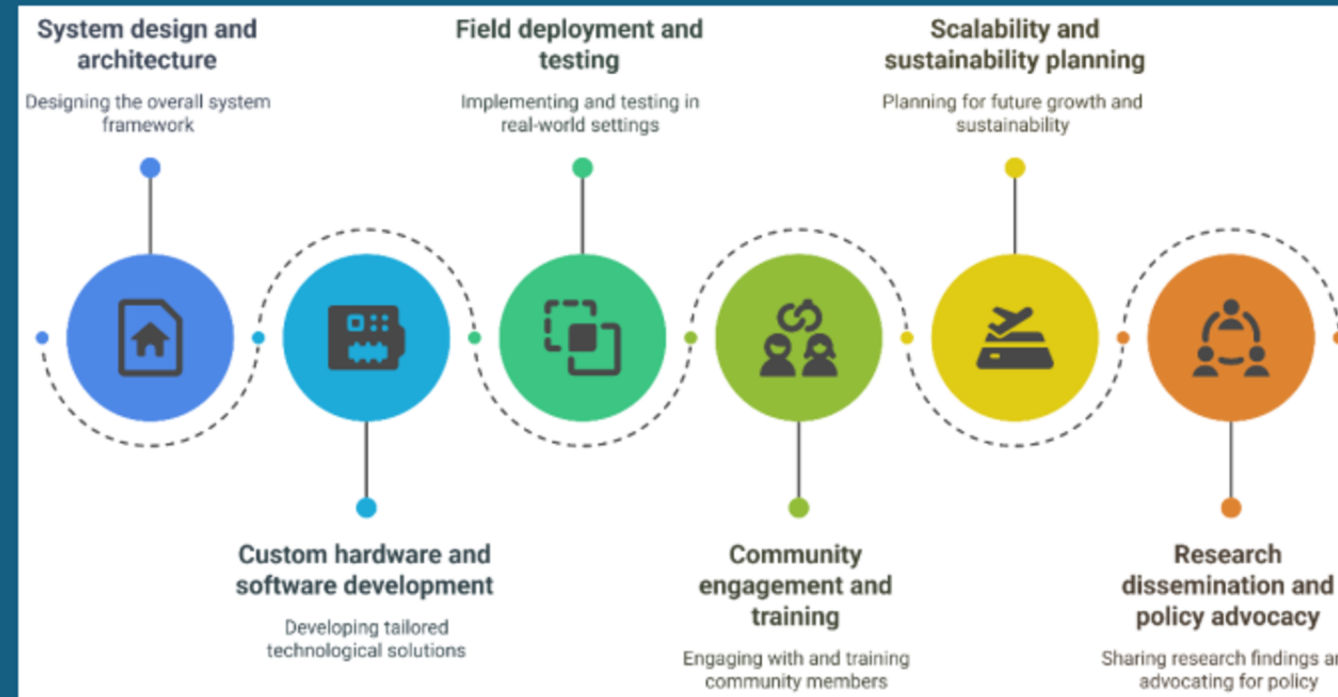 System design and
architecture
Designing the overall system
framework
Custom hardware and
software development
Developing tailored
technological solutions
Field deployment and
testing
Implementing and testing in
real-world settings
Community
engagement and
training
Engaging with and training
community members
Scalability and
sustainability planning
Planning for future growth and
sustainability
Research
dissemination and
policy advocacy
Sharing research findings
advocating for policy